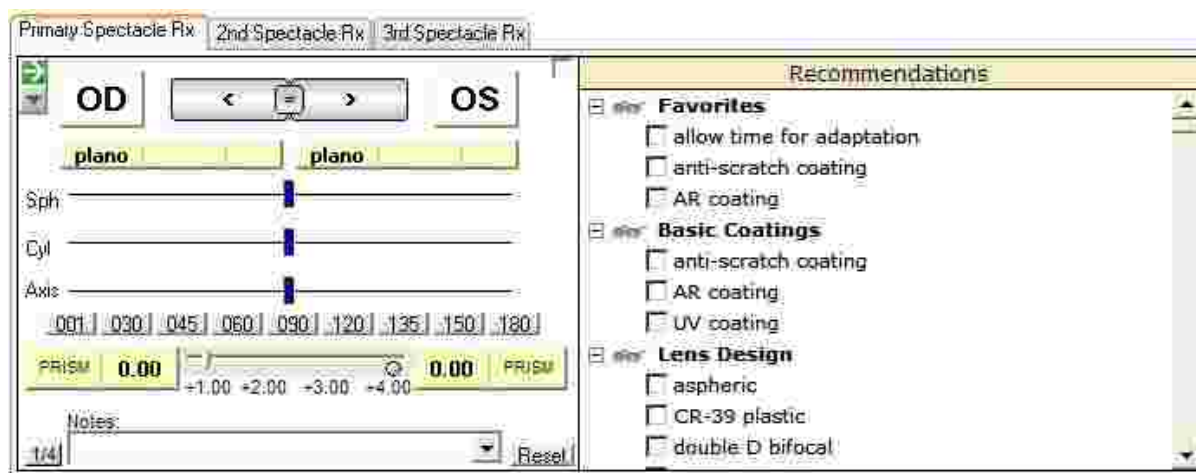 Primary Spectacle Rx 2nd Spectacle Rx 3rd Spectacle Rx
OD < = > OS
plano plano
Sph
Cyl
Axis
001 030 045 060 090 120 135 150 180
PRISM 0.00 0.00 PRISM
+1.00 +2.00 +3.00 +4.00
Notes:
1/4 Reset
Recommendations
Favorites
allow time for adaptation
anti-scratch coating
AR coating
Basic Coatings
anti-scratch coating
AR coating
UV coating
Lens Design
aspheric
CR-39 plastic
double D bifocal